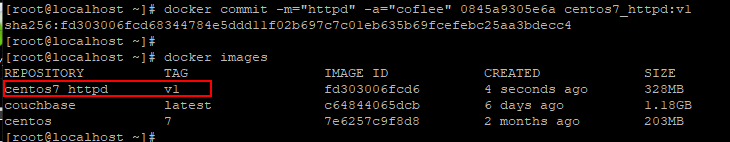 [root@localhost ~]# docker commit -m="httpd" -a="coflee" 0845a9305e6a centos7_httpd:v1
sha256:fd303006fcd68344784e5ddd11f02b697c7c01eb635b69fcefebc25aa3bdecc4
[root@localhost ~]#
[root@localhost ~]# docker images
REPOSITORY TAG IMAGE ID CREATED SIZE
centos7_httpd v1 fd303006fcd6 4 seconds ago 328MB
couchbase latest c64844065dcb 6 days ago 1.18GB
centos 7 7e6257c9f8d8 2 months ago 203MB
[root@localhost ~]#